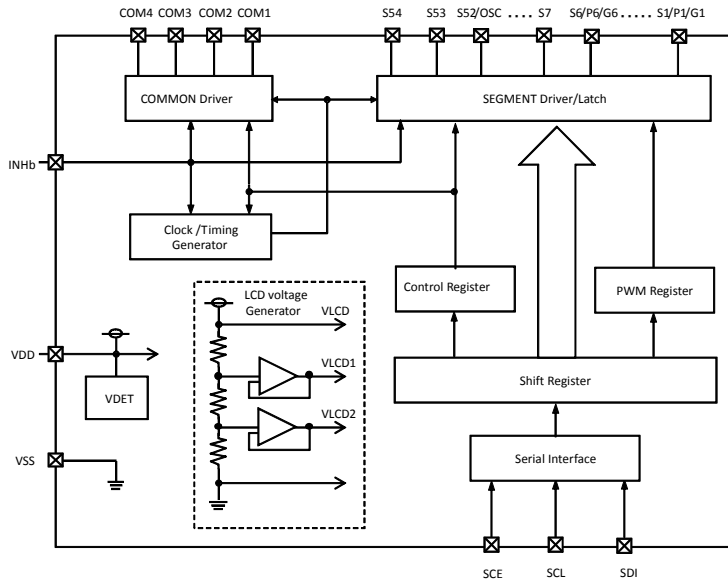 COM4 COM3 COM2 COM1 S54 S53 S52/OSC .... S7 S6/P6/G6 ..... S1/P1/G1
COMMON Driver
SEGMENT Driver/Latch
INHb
Clock /Timing
Generator
Control Register
PWM Register
LCD voltage
Generator
VLCD
VDD
VDET
VLCD1
Shift Register
VLCD2
VSS
Serial Interface
SCE SCL SDI